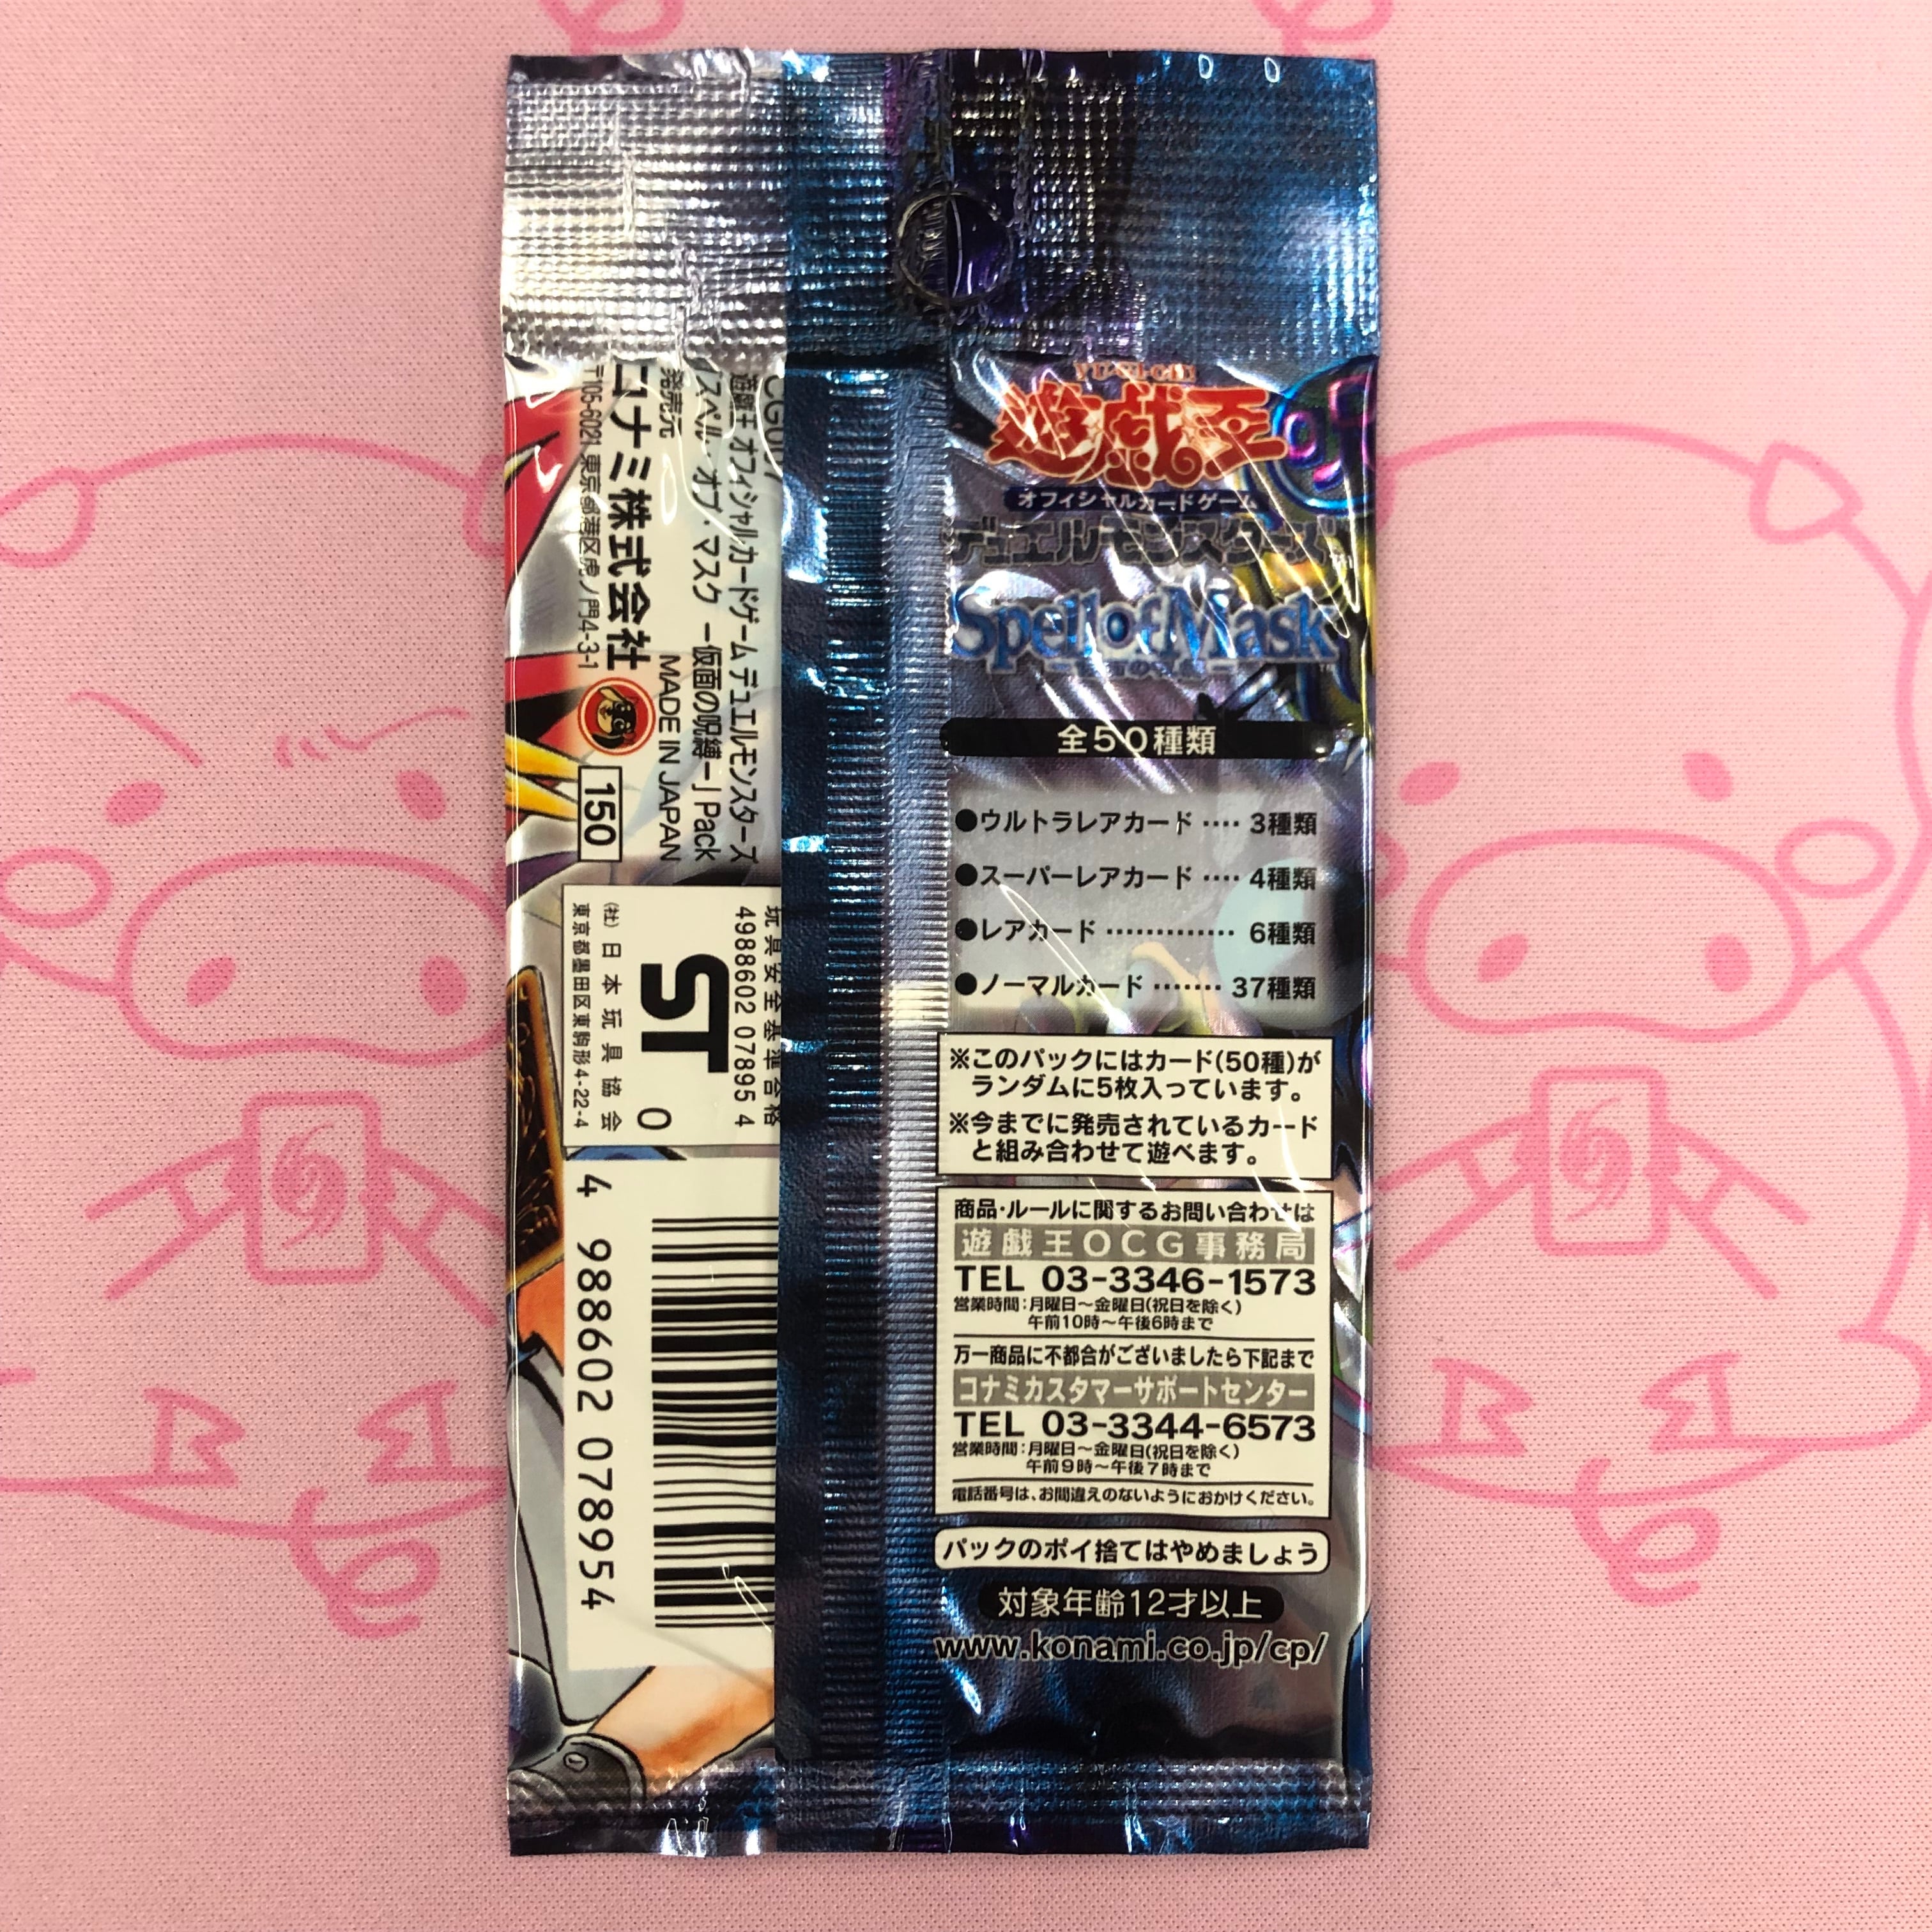 YU-GI-OH!
遊戯王
オフィシャルカードゲーム
デュエルモンスターズ
Spell of Mask
全50種類
●ウルトラレアカード ···· 3種類
●スーパーレアカード ···· 4種類
●レアカード ············· 6種類
●ノーマルカード ······· 37種類
※このパックにはカード(50種)が
ランダムに5枚入っています。
※今までに発売されているカード
と組み合わせて遊べます。
商品・ルールに関するお問い合わせは
遊戯王OCG事務局
TEL 03-3346-1573
営業時間：月曜日～金曜日(祝日を除く)
午前10時～午後6時まで
万一商品に不都合がございましたら下記まで
コナミカスタマーサポートセンター
TEL 03-3344-6573
営業時間：月曜日～金曜日(祝日を除く)
午前9時～午後7時まで
電話番号は、お間違えのないようにおかけください。
パックのポイ捨てはやめましょう
対象年齢12才以上
www.konami.co.jp/cp/
遊戯王 オフィシャルカードゲーム デュエルモンスターズ
スペル・オブ・マスク ー仮面の呪縛ー」Pack
発売元
MADE IN JAPAN
コナミ株式会社
〒105-6021 東京都港区虎ノ門4-3-1
150
玩具安全基準合格
4988602 07895 4
ST
0
(社) 日本玩具協会
東京都墨田区東駒形4-22-4
4 988602 078954